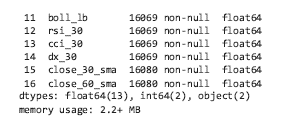 11 boll_lb 16069 non-null float64
12 rsi_30 16069 non-null float64
13 cci_30 16069 non-null float64
14 dx_30 16069 non-null float64
15 close_30_sma 16080 non-null float64
16 close_60_sma 16080 non-null float64
dtypes: float64(13), int64(2), object(2)
memory usage: 2.2+ MB